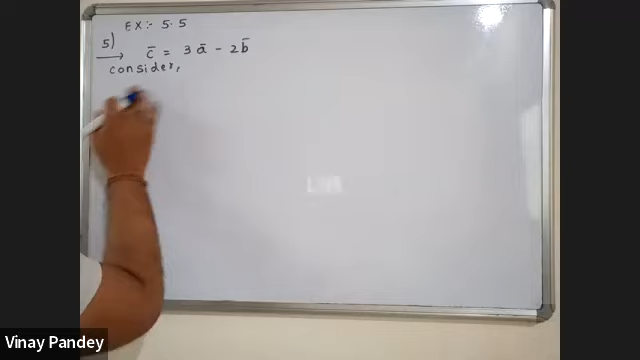 EX:- 5.5
5) c̄ = 3ā - 2b̄
consider,
Vinay Pandey